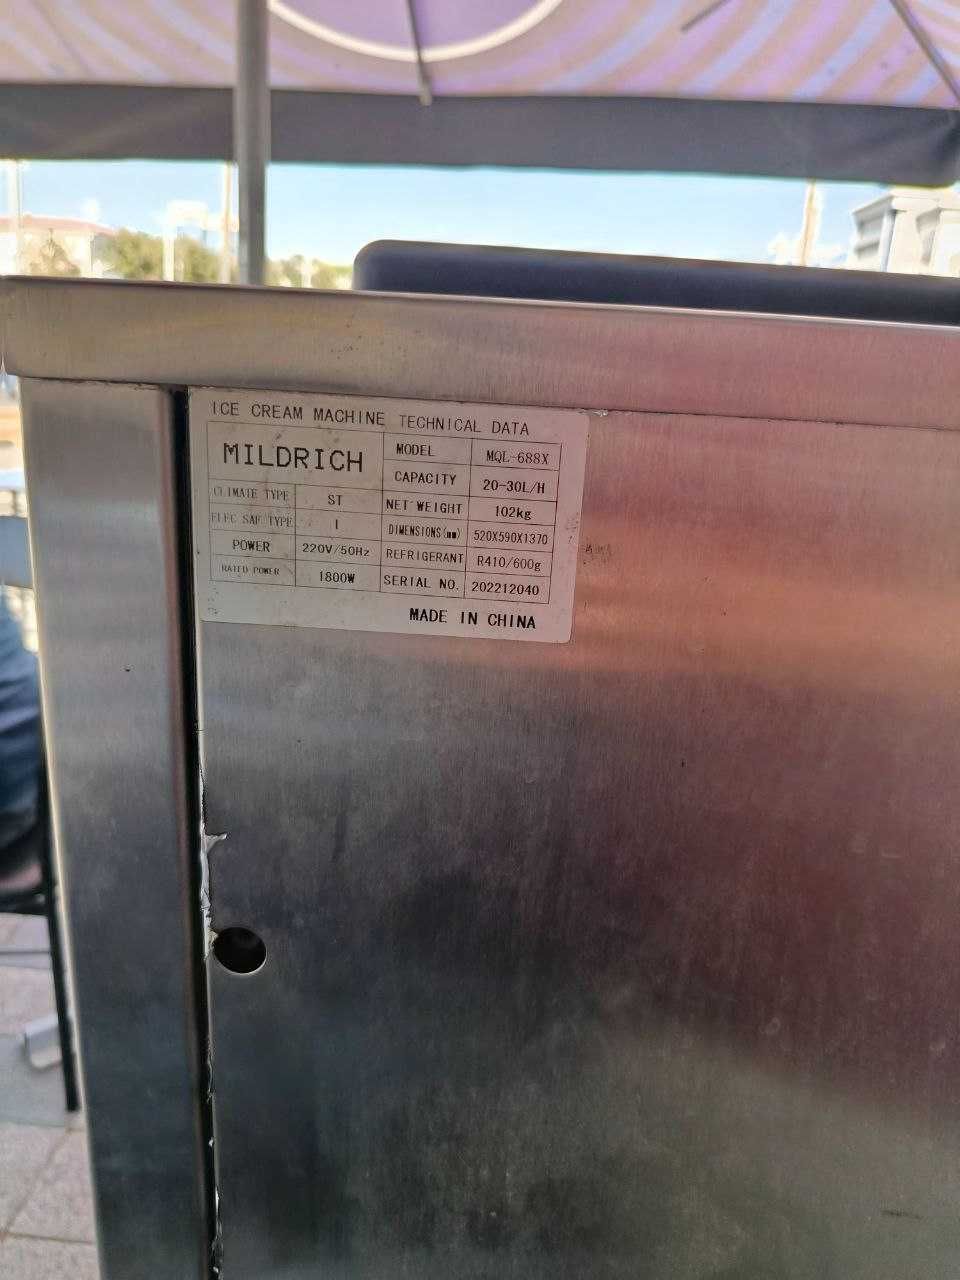 ICE CREAM MACHINE TECHNICAL DATA
MILDRICH
MODEL MQL-688X
CAPACITY 20-30L/H
CLIMATE TYPE ST
NET WEIGHT 102kg
ELEC SAF TYPE I
DIMENSIONS(mm) 520X590X1370
POWER 220V/50Hz
REFRIGERANT R410/600g
RATED POWER 1800W
SERIAL NO. 202212040
MADE IN CHINA